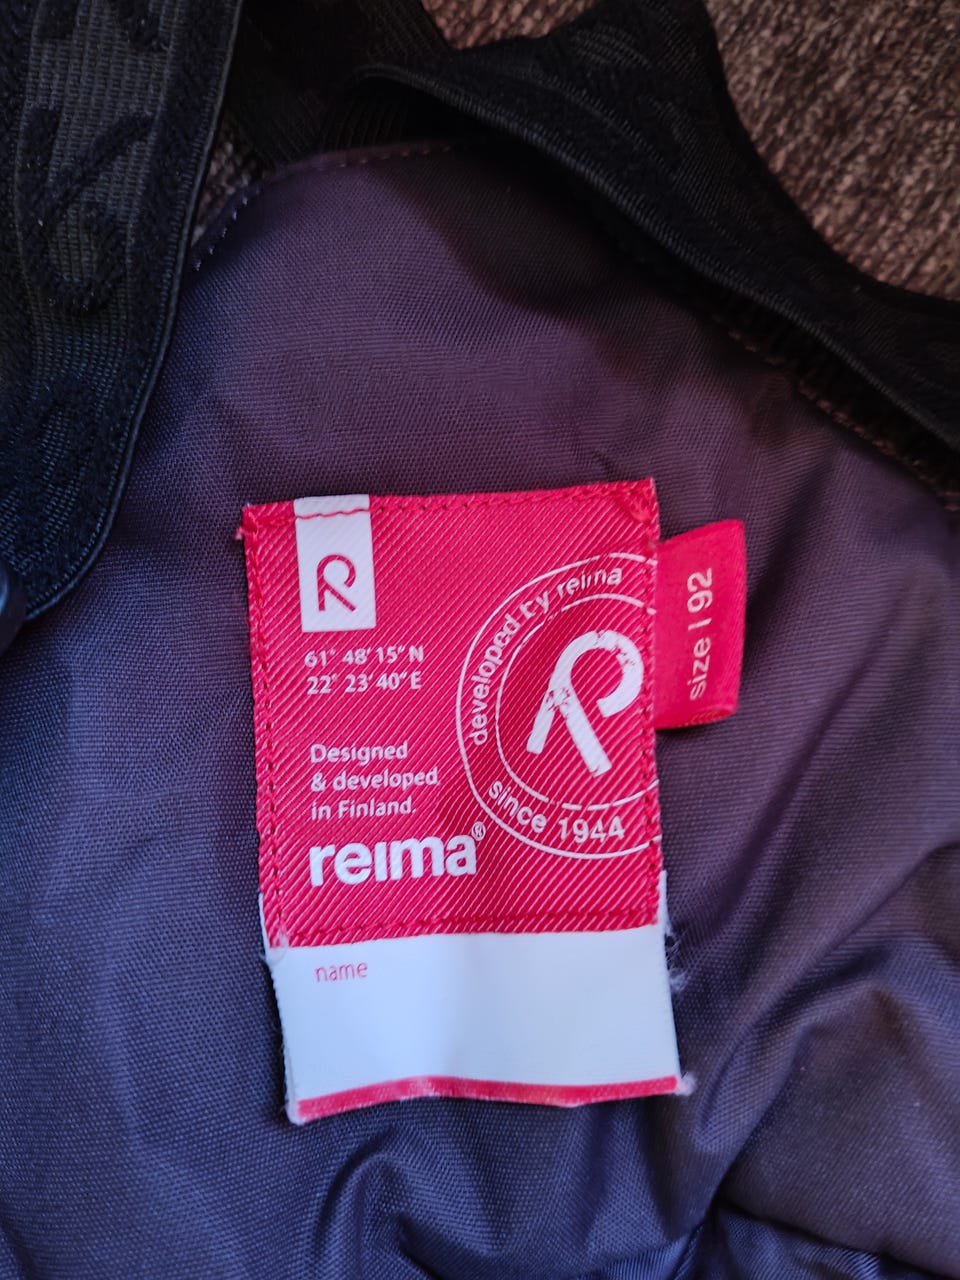 R
61° 48' 15" N
22° 23' 40" E
Designed
& developed
in Finland.
reima®
developed by reima
R
since 1944
size | 92
name